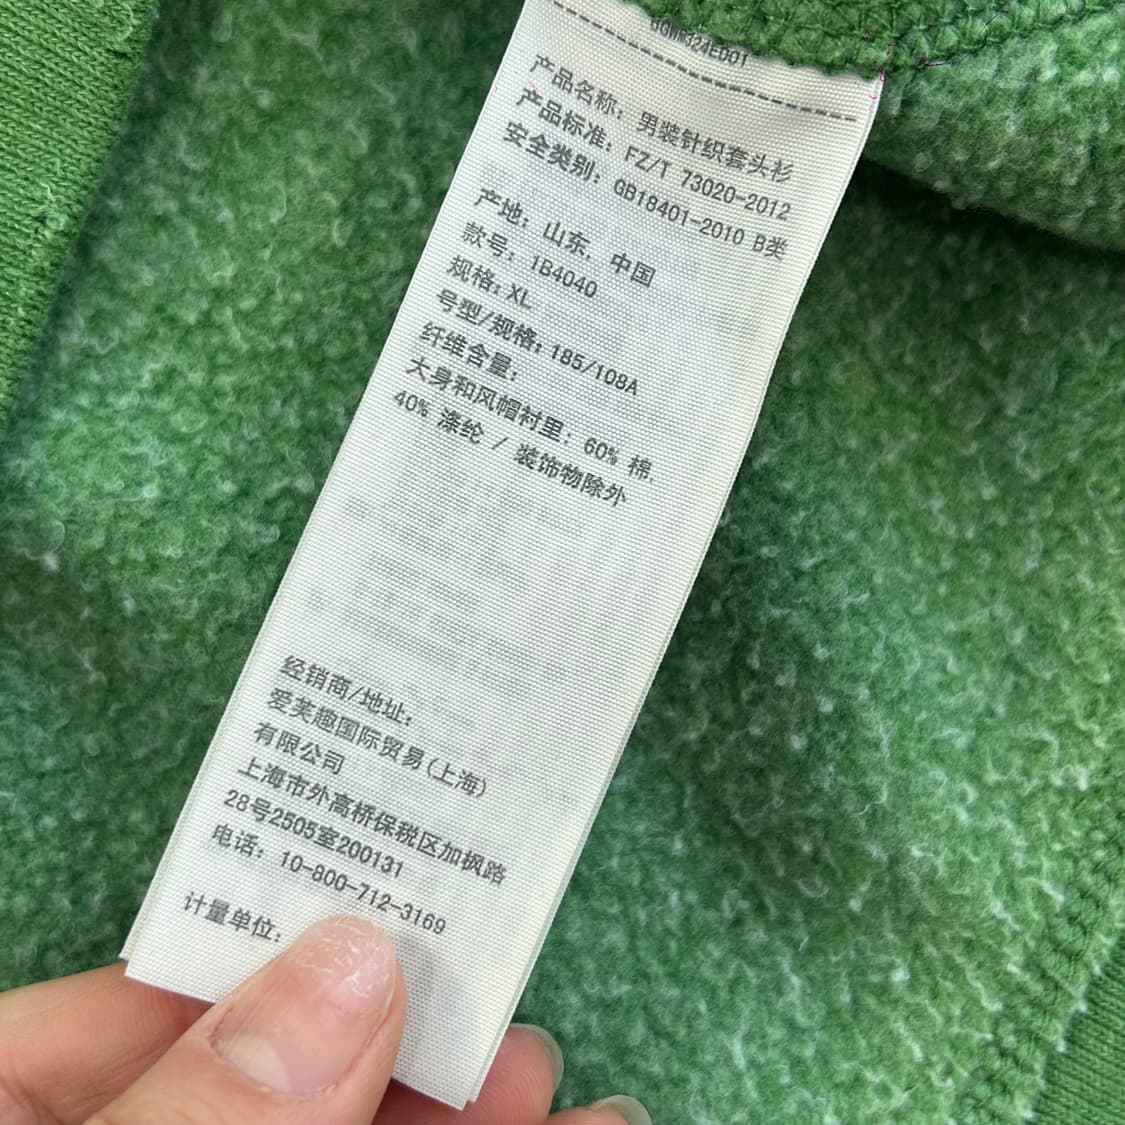 产品名称: 男装针织套头衫
产品标准: FZ/T 73020-2012
安全类别: GB18401-2010 B类
产地: 山东, 中国
款号: 1B4040
规格: XL
号型/规格: 185/108A
纤维含量:
大身和风帽衬里: 60% 棉,
40% 涤纶 / 装饰物除外
经销商/地址:
爱芙趣国际贸易(上海)
有限公司
上海市外高桥保税区加枫路
28号2505室200131
电话: 10-800-712-3169
计量单位: